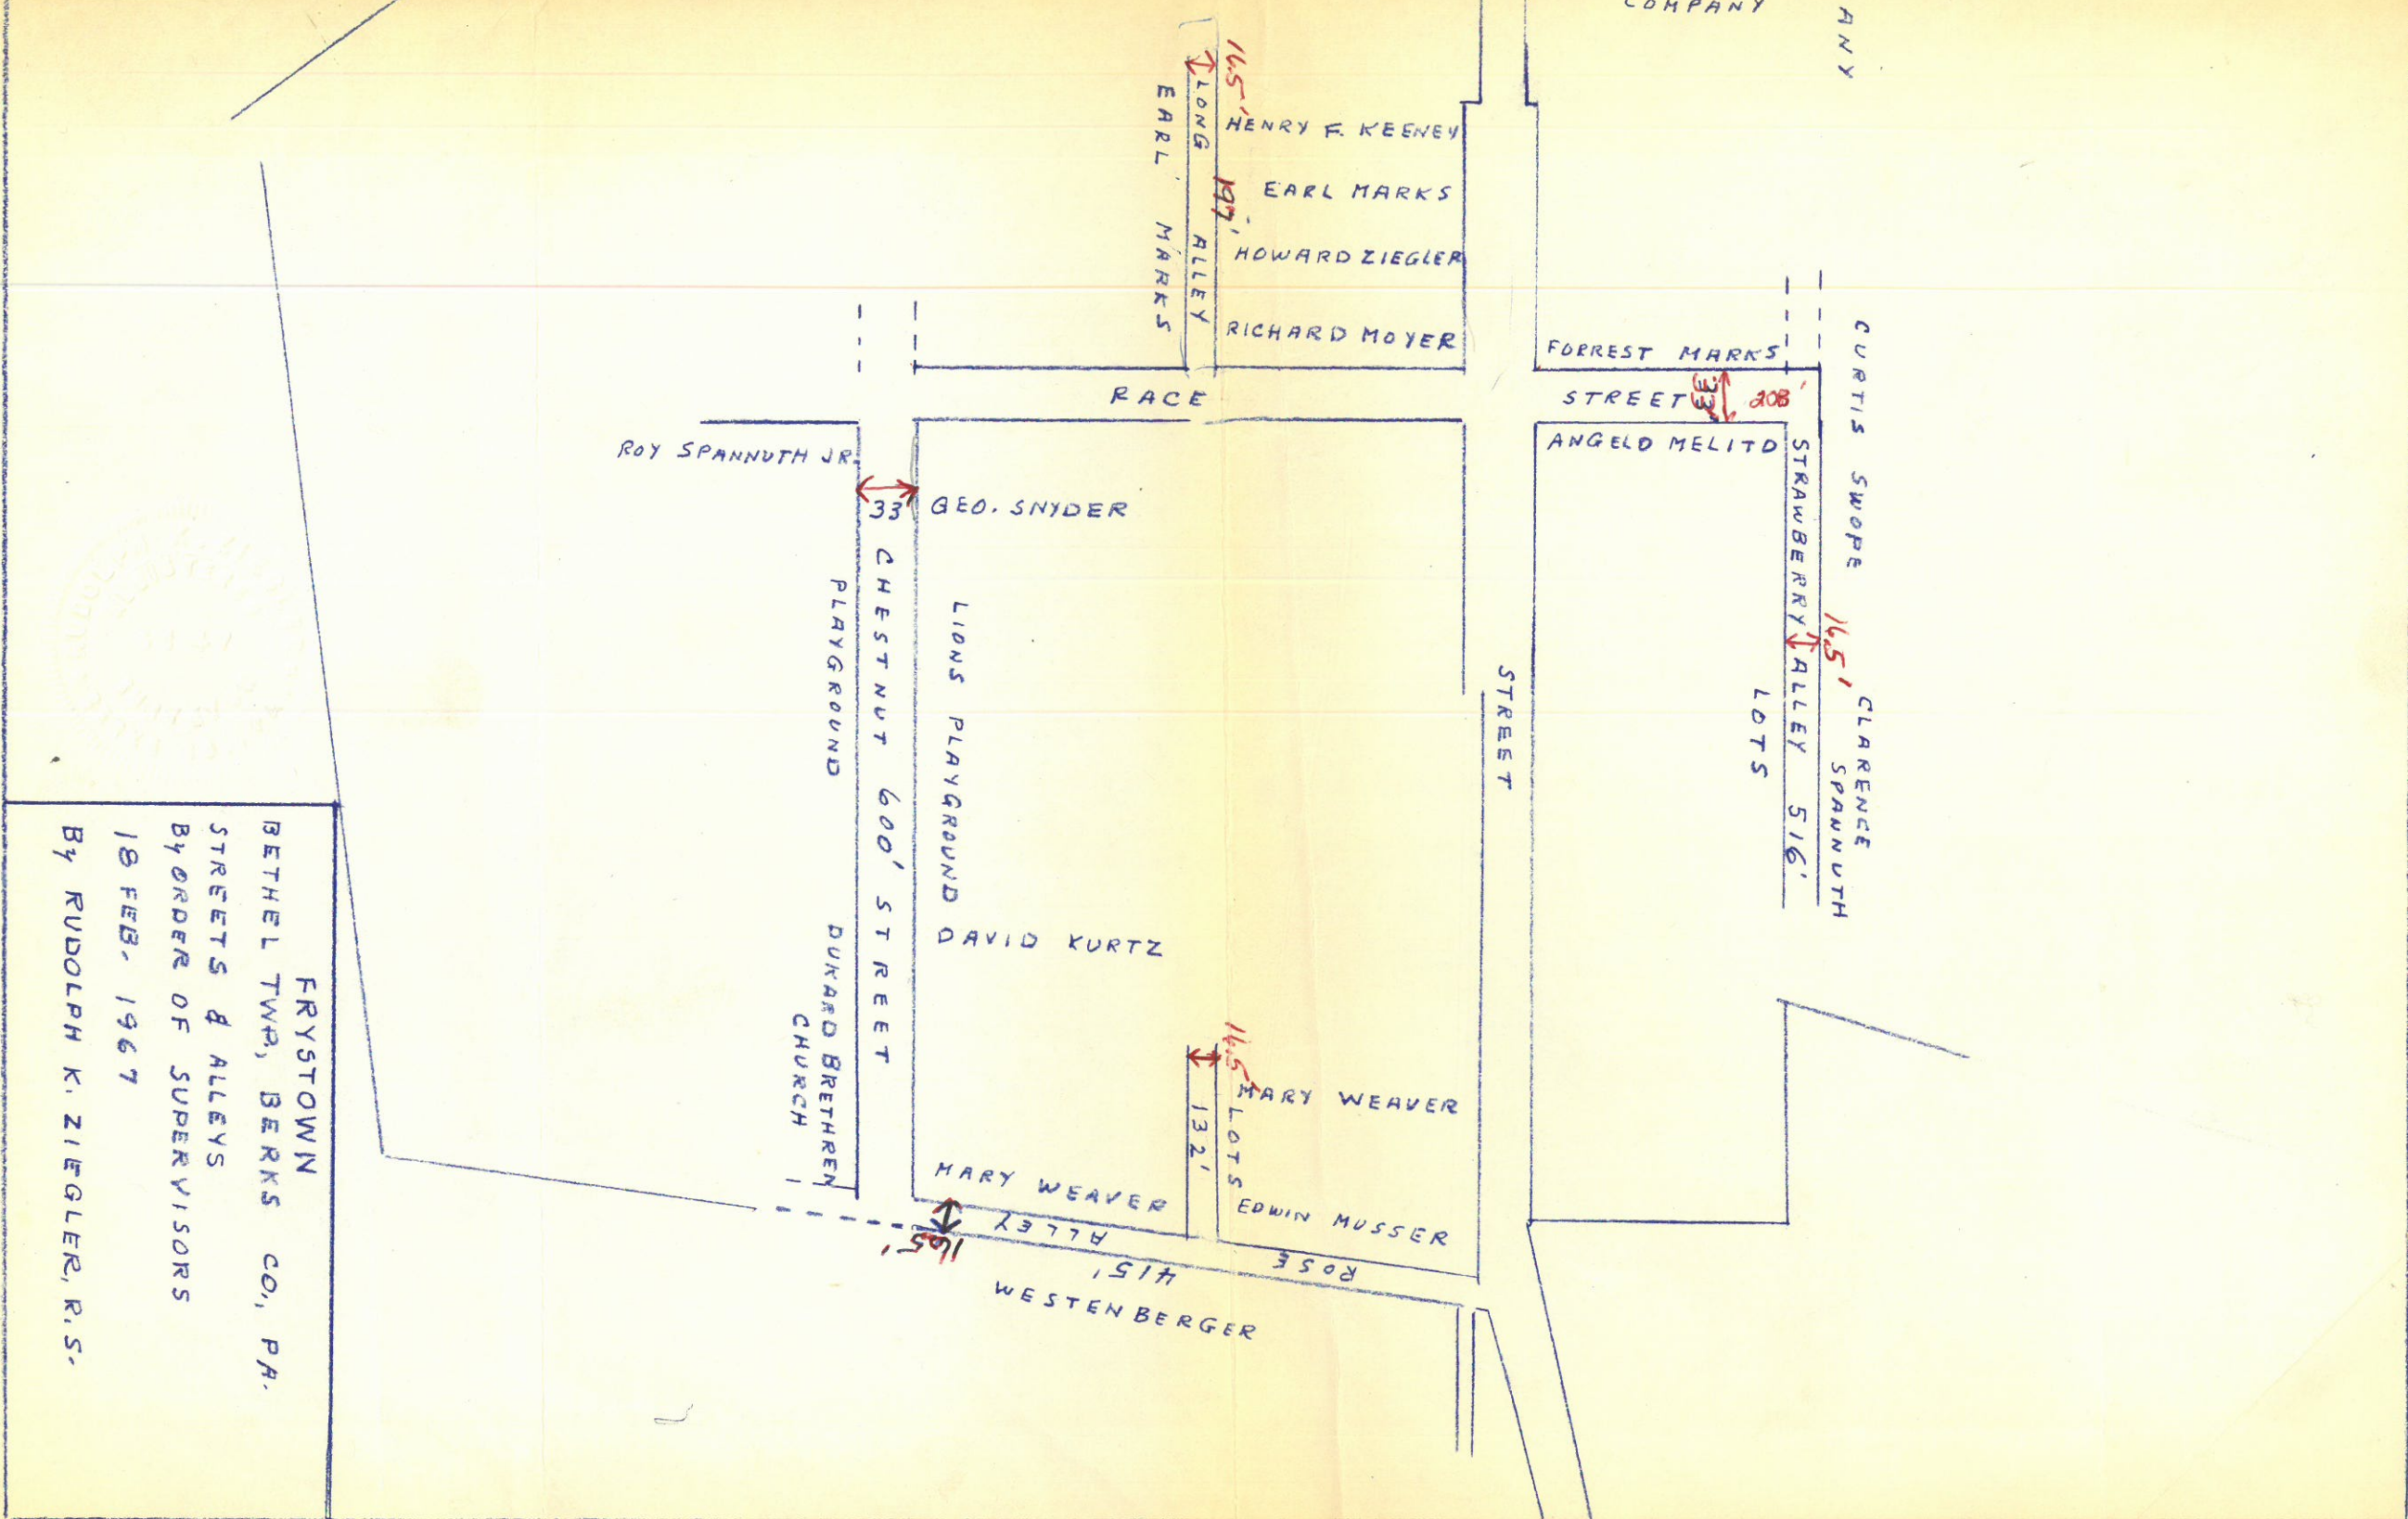 COMPANY
ANY
16.5'
LONG ALLEY
197'
EARL MARKS
HENRY F. KEENEY
EARL MARKS
HOWARD ZIEGLER
RICHARD MOYER
FORREST MARKS
RACE STREET
33'
208'
CURTIS SWOPE
ROY SPANNUTH JR.
ANGELO MELITO
33'
GEO. SNYDER
STRAWBERRY ALLEY 516'
16.5'
CLARENCE
SPANNUTH
LOTS
STREET
PLAYGROUND
CHESTNUT 600' STREET
LIONS PLAYGROUND
DAVID KURTZ
DUKARD BRETHREN
CHURCH
16.5'
132'
LOTS
MARY WEAVER
MARY WEAVER
EDWIN MUSSER
ROSE ALLEY
16.5'
415'
WESTENBERGER
FRYSTOWN
BETHEL TWP., BERKS CO., PA.
STREETS & ALLEYS
By ORDER OF SUPERVISORS
18 FEB. 1967
By RUDOLPH K. ZIEGLER, R.S.